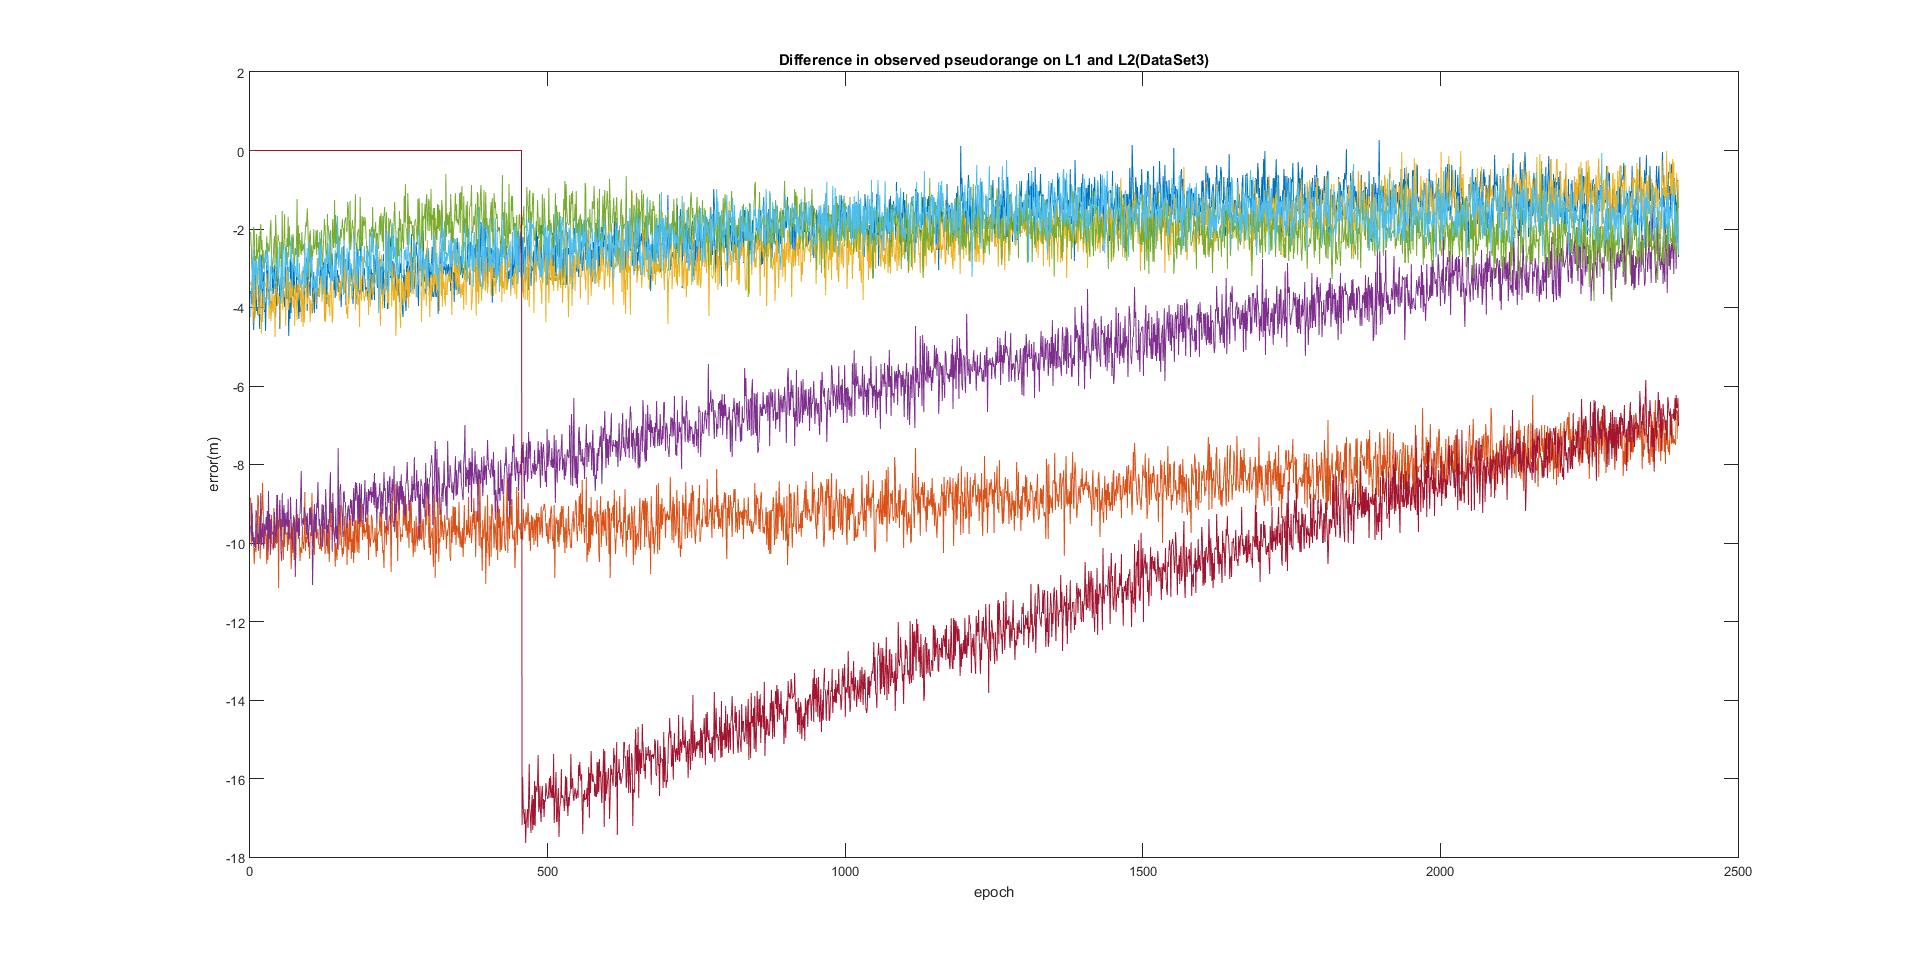 Difference in observed pseudorange on L1 and L2(DataSet3)
2
0
-2
-4
-6
-8
-10
-12
-14
-16
-18
error(m)
0 500 1000 1500 2000 2500
epoch